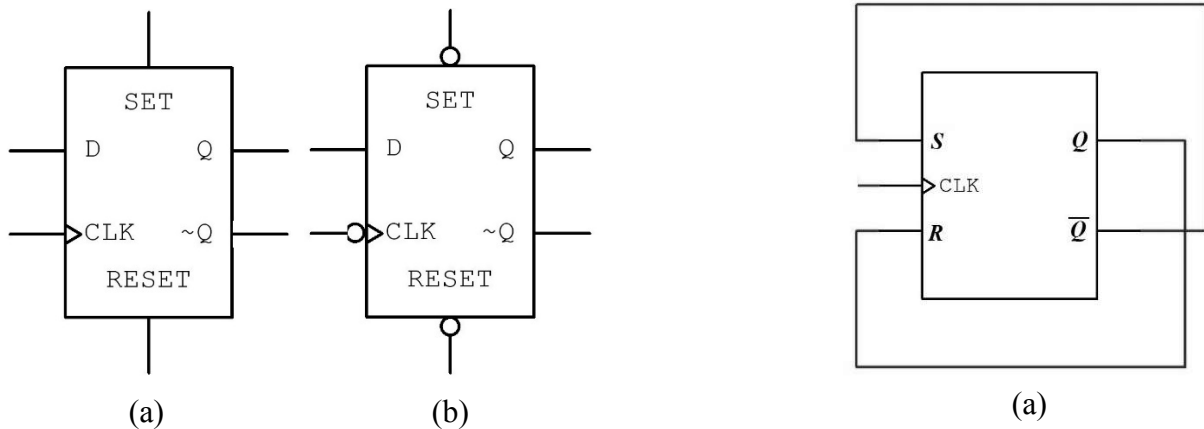 SET
D Q
CLK ~Q
RESET
(a)
SET
D Q
CLK ~Q
RESET
(b)
S Q
CLK
R Q̅
(a)